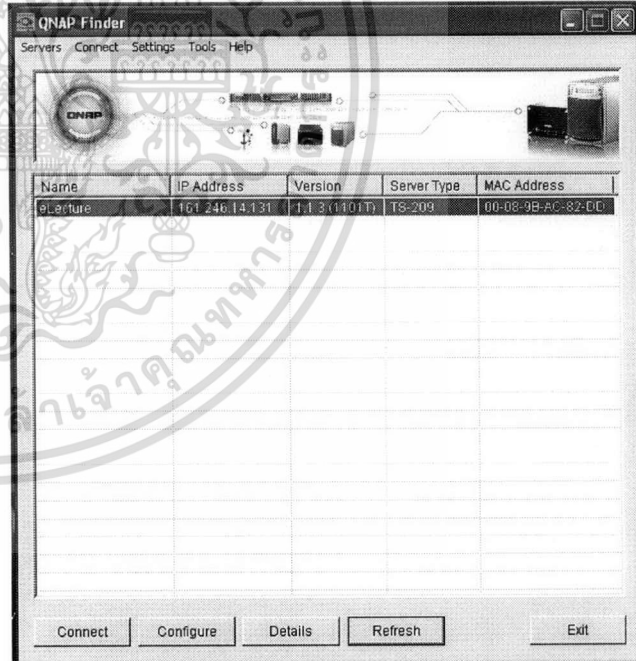 QNAP Finder
Servers Connect Settings Tools Help
QNAP
Name IP Address Version Server Type MAC Address
eLecture 161.246.14.131 1.1.3 (1101T) TS-209 00-08-9B-AC-82-DD
Connect Configure Details Refresh Exit